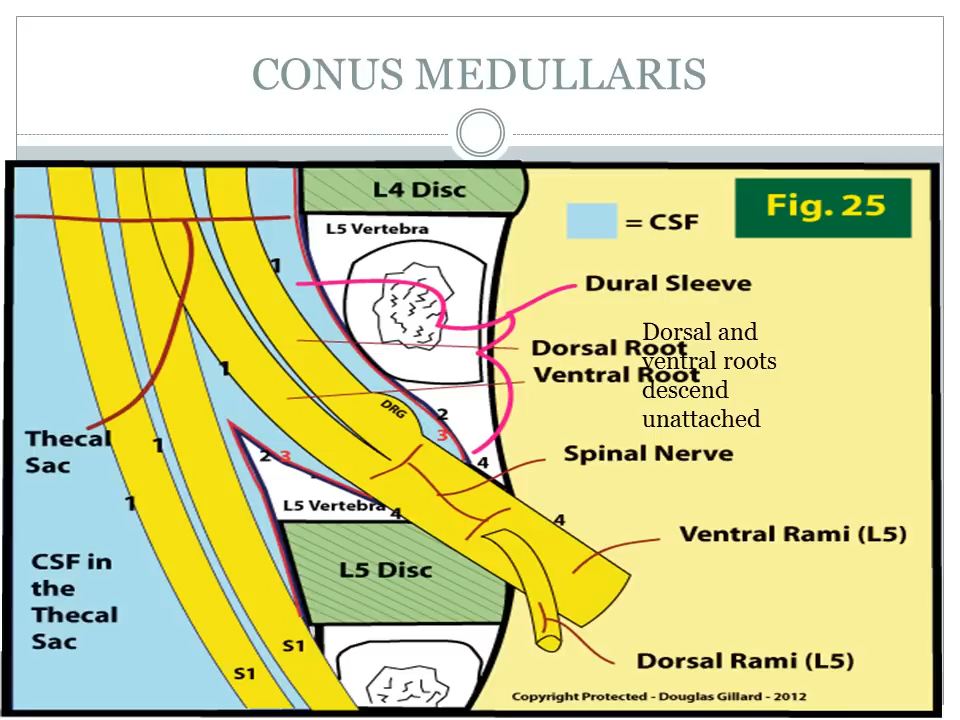 CONUS MEDULLARIS
L4 Disc
Fig. 25
L5 Vertebra
= CSF
1
Dural Sleeve
Dorsal and
Dorsal Root
ventral roots
1
Ventral Root
descend
DRG
2
unattached
3
Thecal
Sac
1
2 3
4
Spinal Nerve
1
L5 Vertebra
4
4
Ventral Rami (L5)
CSF in
the
Thecal
Sac
L5 Disc
S1
S1
Dorsal Rami (L5)
Copyright Protected - Douglas Gillard - 2012